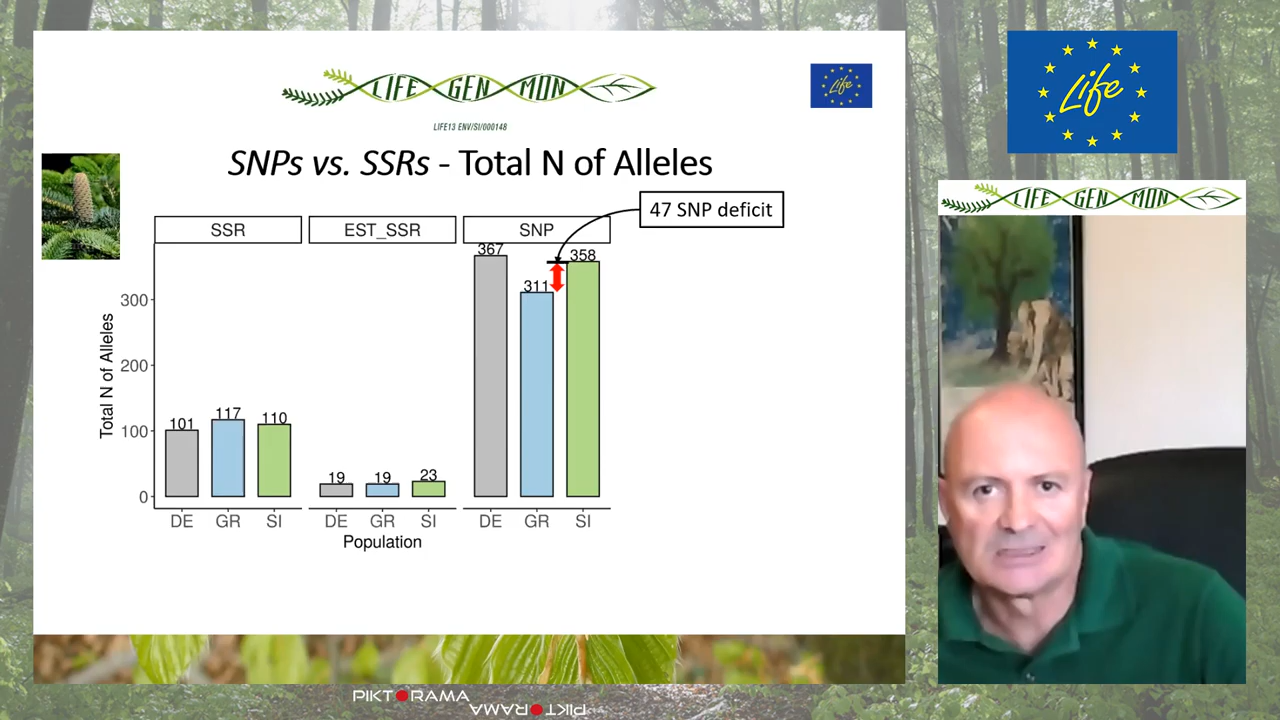 LIFE GEN MON
LIFE13 ENV/SI/000148
Life
SNPs vs. SSRs - Total N of Alleles
47 SNP deficit
SSR
EST_SSR
SNP
367
358
311
300
200
100
0
101
117
110
19
19
23
Total N of Alleles
DE GR SI
DE GR SI
DE GR SI
Population
Life
LIFE GEN MON
PIKTORAMA
PIKTORAMA